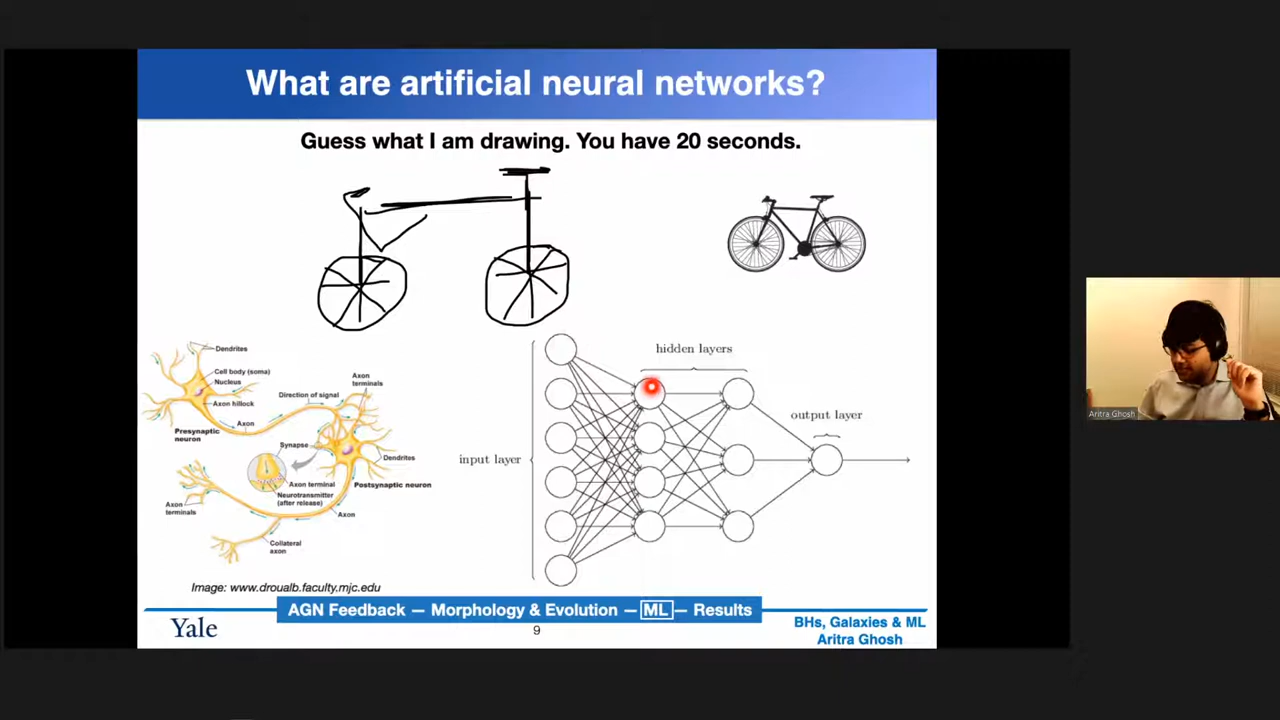 What are artificial neural networks?
Guess what I am drawing. You have 20 seconds.
Dendrites
Cell body (soma)
Nucleus
Axon hillock
Axon
Presynaptic
neuron
Direction of signal
Axon
terminals
Synapse
Dendrites
Axon terminal
Neurotransmitter
(after release)
Postsynaptic neuron
Axon
Axon
terminals
Collateral
axon
Image: www.droualb.faculty.mjc.edu
hidden layers
output layer
input layer
AGN Feedback — Morphology & Evolution — ML — Results
Yale
9
BHs, Galaxies & ML
Aritra Ghosh
Aritra Ghosh